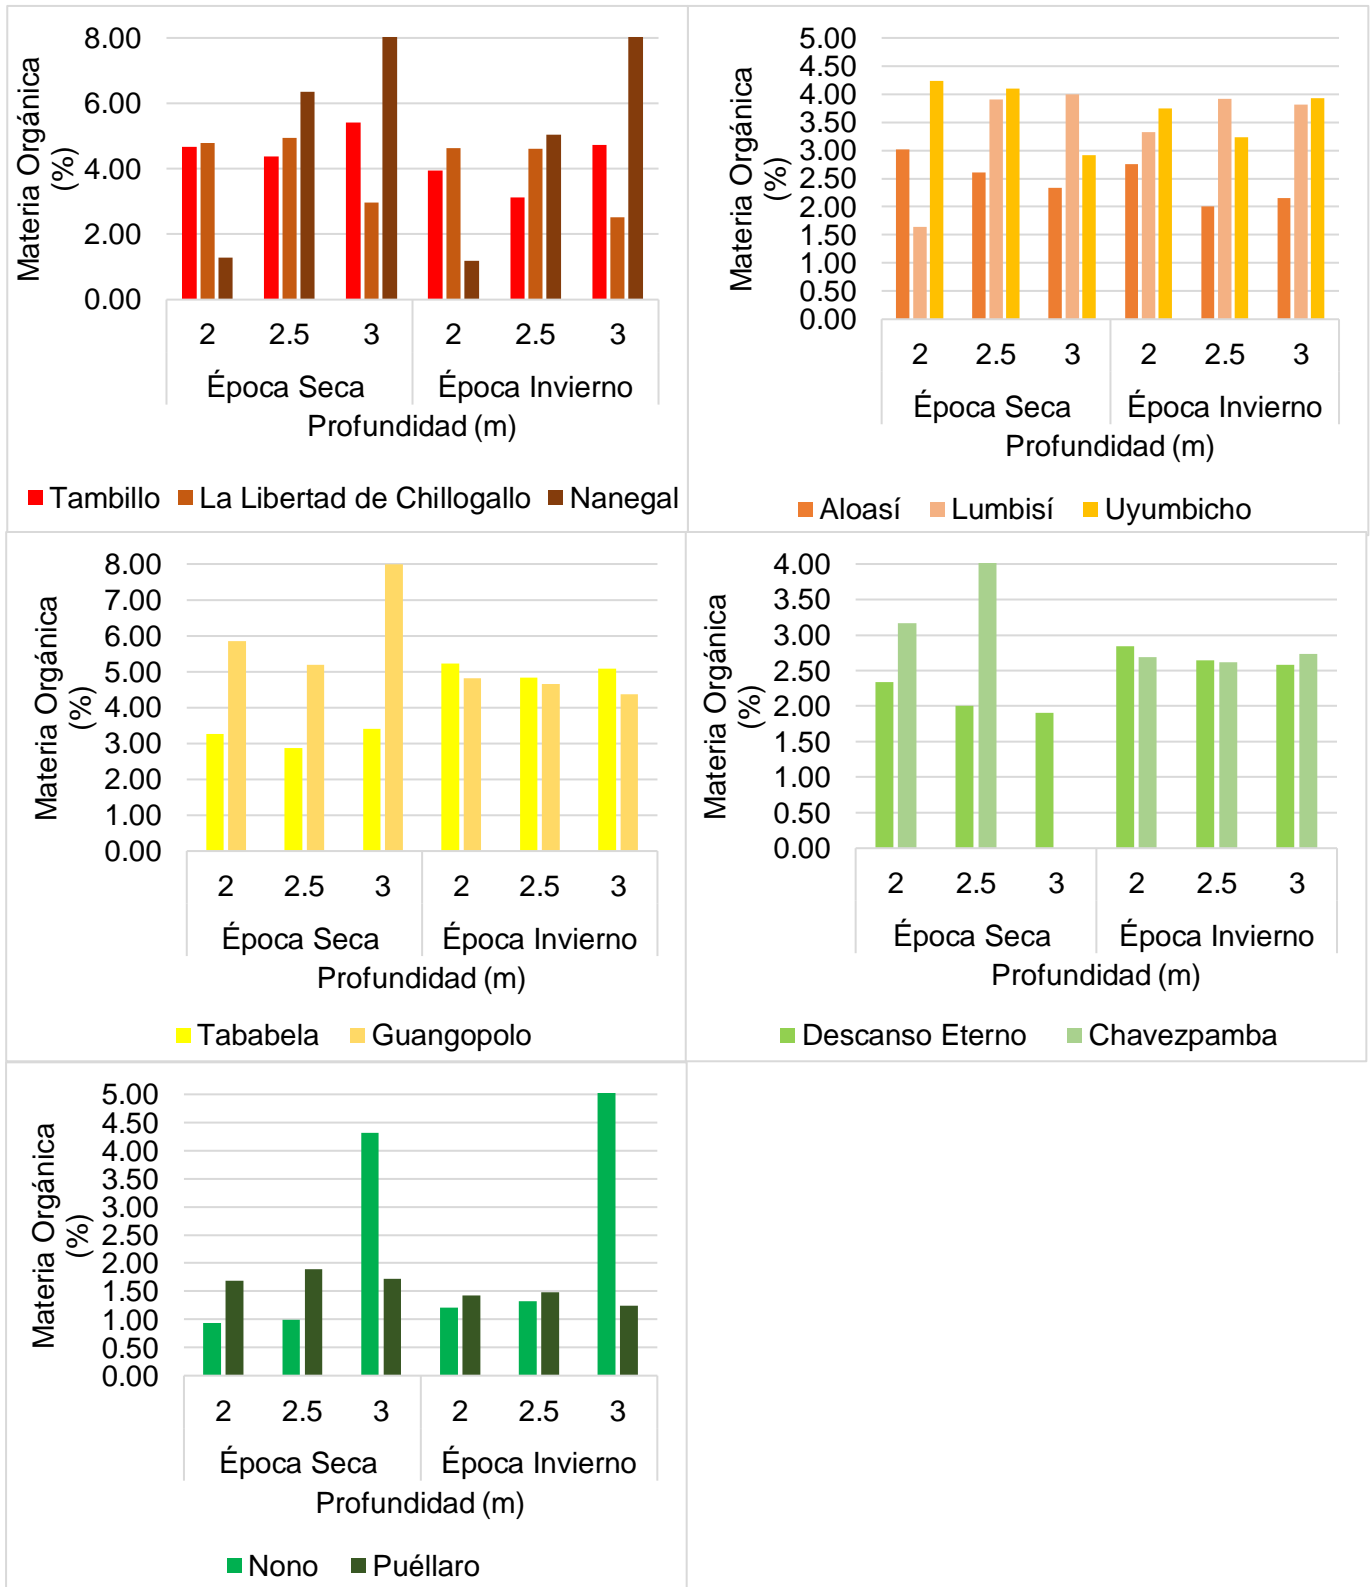 Materia Orgánica
(%)
8.00
6.00
4.00
2.00
0.00
2 2.5 3 2 2.5 3
Época Seca Época Invierno
Profundidad (m)
Tambillo La Libertad de Chillogallo Nanegal
Materia Orgánica
(%)
5.00
4.50
4.00
3.50
3.00
2.50
2.00
1.50
1.00
0.50
0.00
2 2.5 3 2 2.5 3
Época Seca Época Invierno
Profundidad (m)
Aloasí Lumbisí Uyumbicho
Materia Orgánica
(%)
8.00
7.00
6.00
5.00
4.00
3.00
2.00
1.00
0.00
2 2.5 3 2 2.5 3
Época Seca Época Invierno
Profundidad (m)
Tababela Guangopolo
Materia Orgánica
(%)
4.00
3.50
3.00
2.50
2.00
1.50
1.00
0.50
0.00
2 2.5 3 2 2.5 3
Época Seca Época Invierno
Profundidad (m)
Descanso Eterno Chavezpamba
Materia Orgánica
(%)
5.00
4.50
4.00
3.50
3.00
2.50
2.00
1.50
1.00
0.50
0.00
2 2.5 3 2 2.5 3
Época Seca Época Invierno
Profundidad (m)
Nono Puéllaro